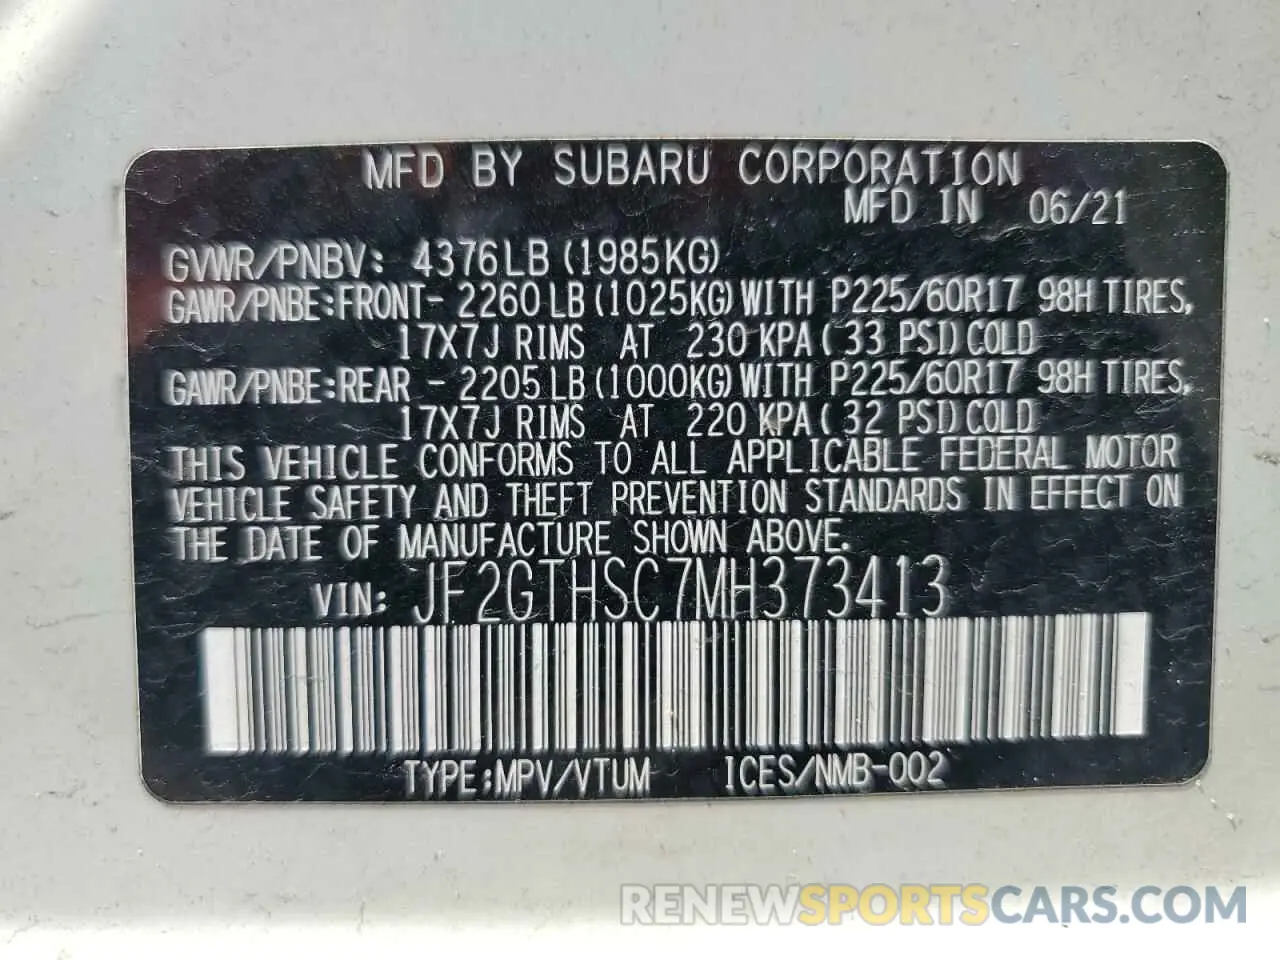 MFD BY SUBARU CORPORATION
MFD IN 06/21
GVWR/PNBV: 4376LB (1985KG)
GAWR/PNBE:FRONT- 2260 LB (1025KG) WITH P225/60R17 98H TIRES,
17X7J RIMS AT 230 KPA ( 33 PSI) COLD
GAWR/PNBE:REAR - 2205 LB (1000KG) WITH P225/60R17 98H TIRES,
17X7J RIMS AT 220 KPA ( 32 PSI) COLD
THIS VEHICLE CONFORMS TO ALL APPLICABLE FEDERAL MOTOR
VEHICLE SAFETY AND THEFT PREVENTION STANDARDS IN EFFECT ON
THE DATE OF MANUFACTURE SHOWN ABOVE.
VIN: JF2GTHSC7MH373413
TYPE:MPV/VTUM ICES/NMB-002
RENEWSPORTSCARS.COM